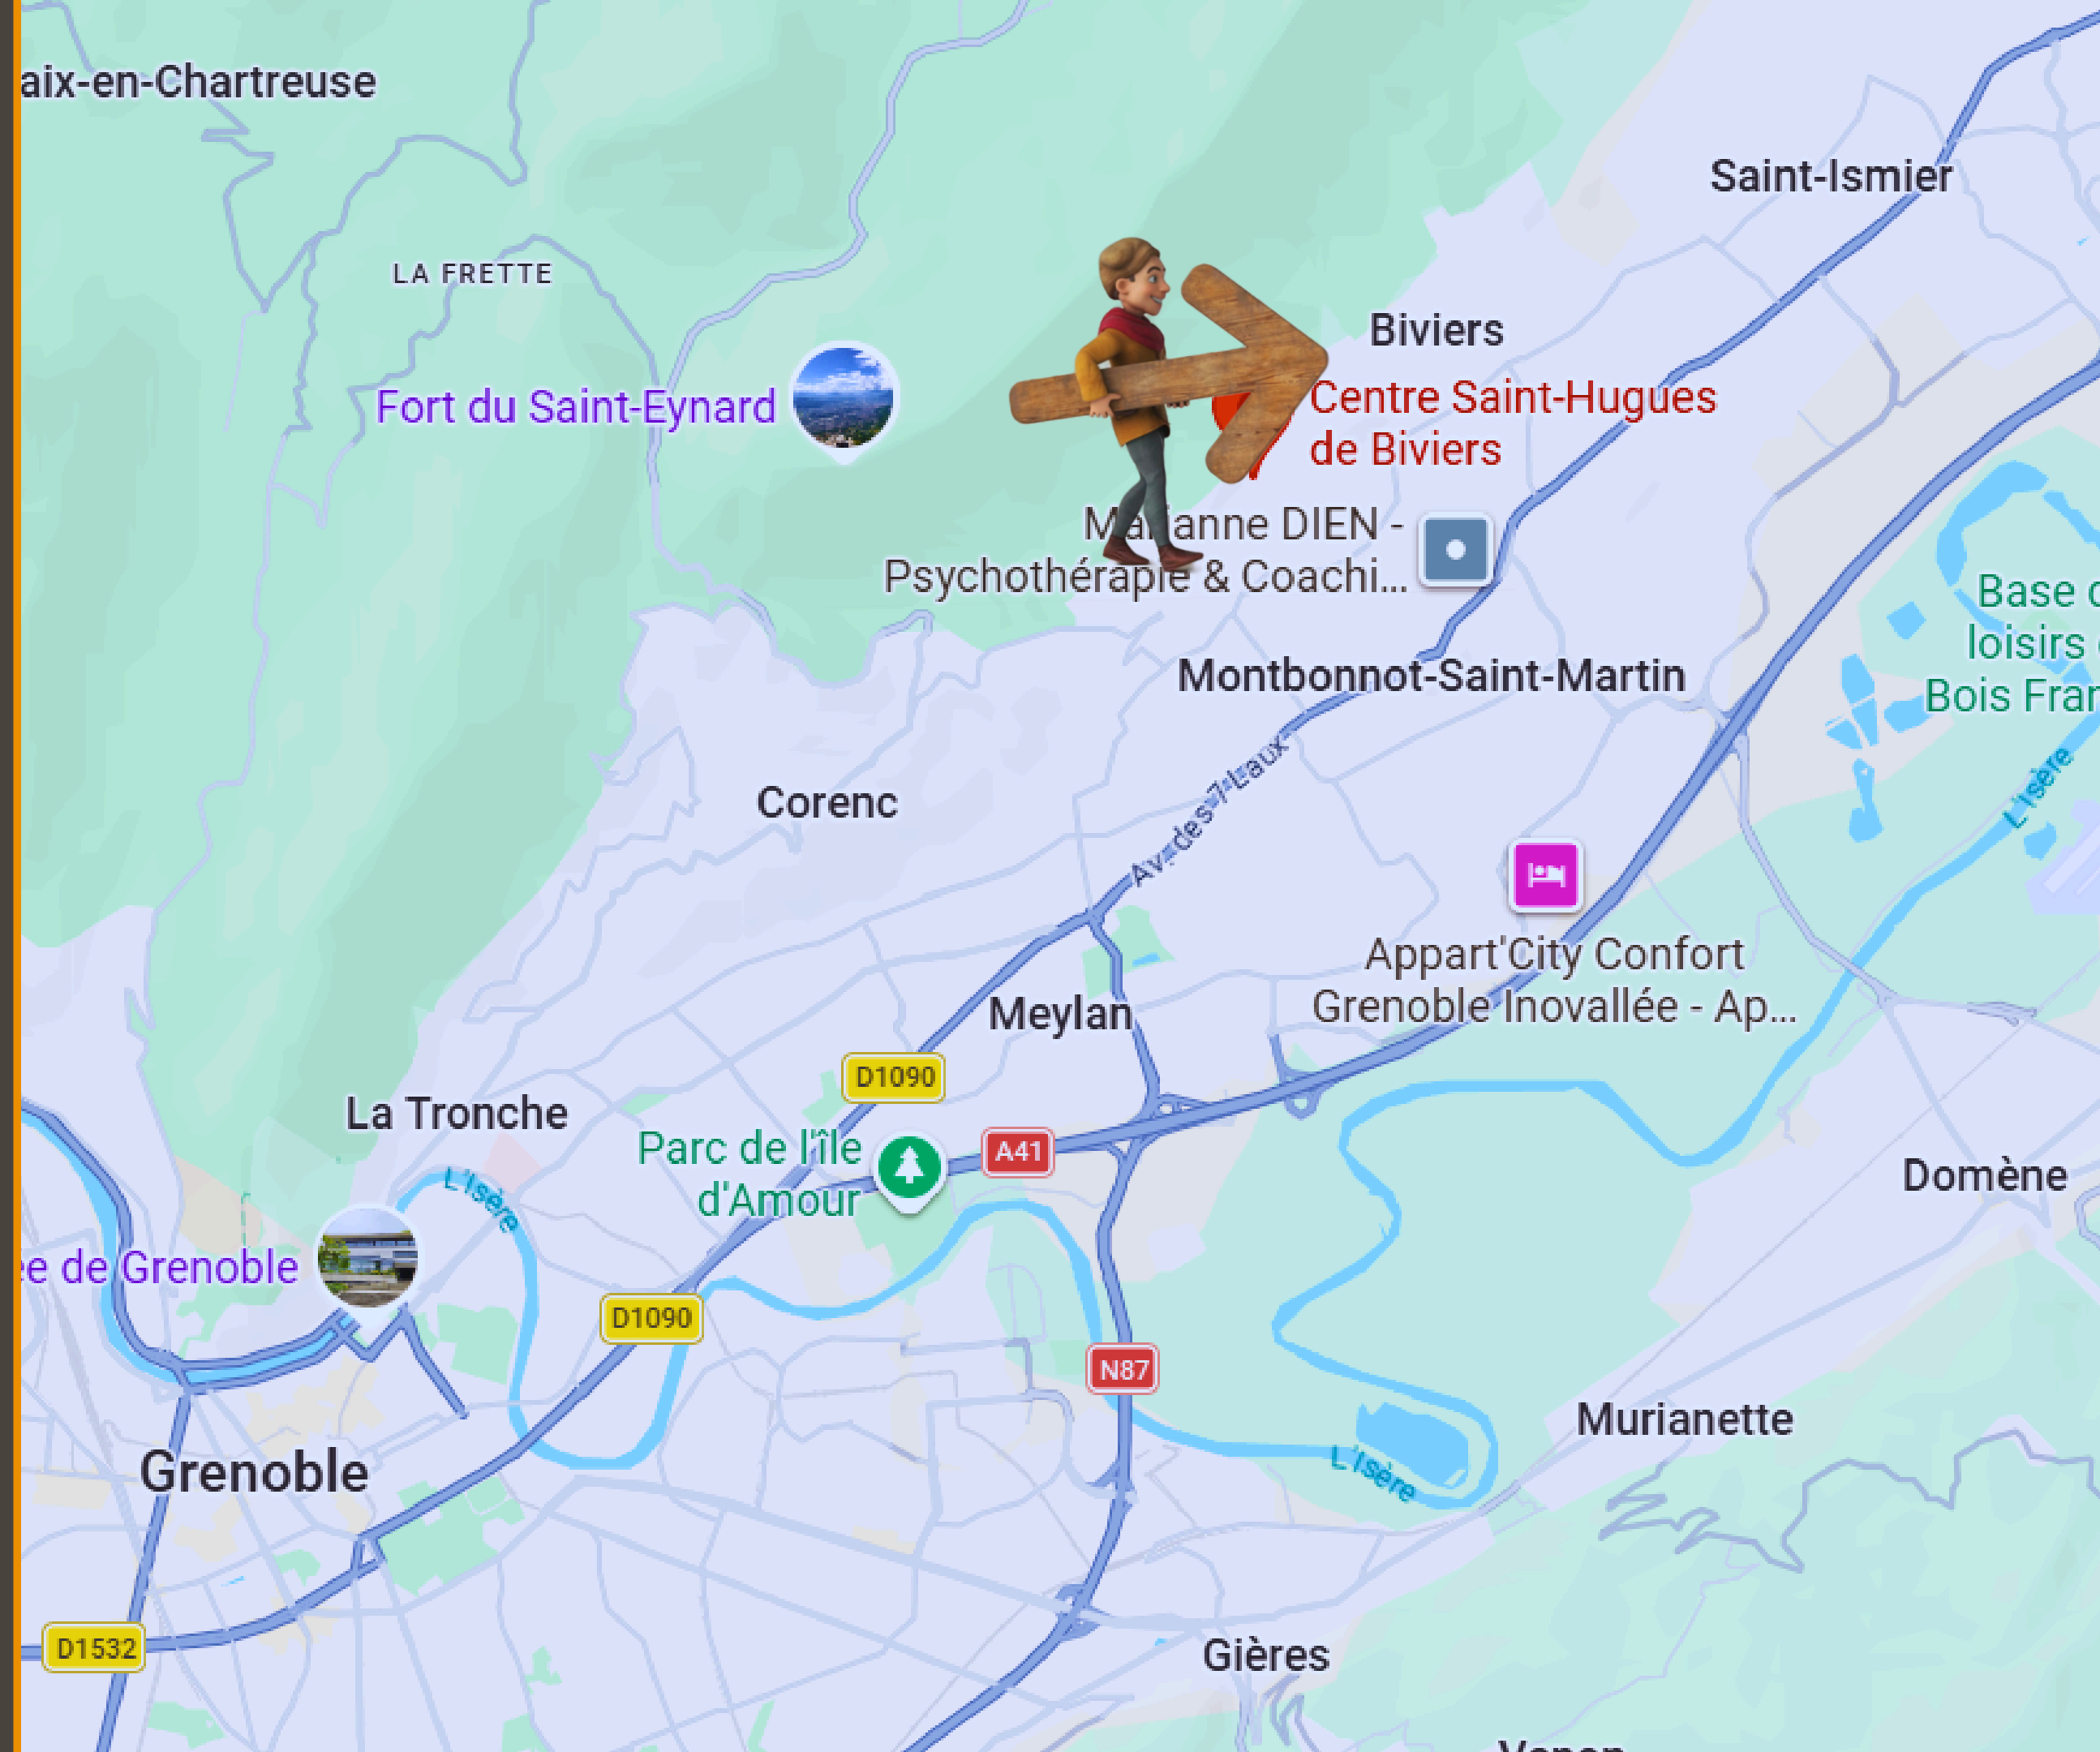 aix-en-Chartreuse
Saint-Ismier
LA FRETTE
Biviers
Fort du Saint-Eynard
Centre Saint-Hugues
de Biviers
DIEN -
Psychothérapie & Coachi...
Base
loisirs
Bois
Montbonnot-Saint-Martin
Av. des 7 Laux
L'Isère
Corenc
Appart'City Confort
Grenoble Inovallée - Ap...
Meylan
D1090
La Tronche
Parc de l'île
d'Amour
A41
Domène
L'Isère
de Grenoble
D1090
N87
Murianette
L'Isère
Grenoble
D1532
Gières